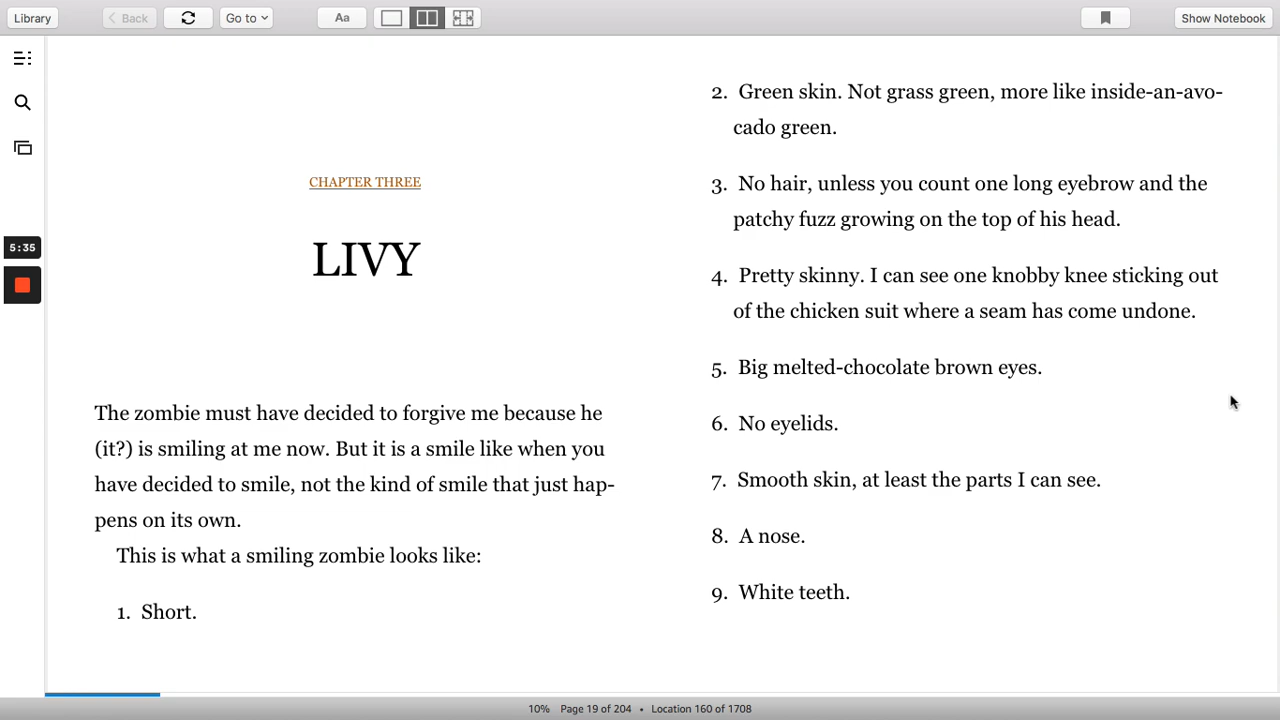 Library
Back
Go to
Aa
Show Notebook
5:35
CHAPTER THREE
LIVY
The zombie must have decided to forgive me because he
(it?) is smiling at me now. But it is a smile like when you
have decided to smile, not the kind of smile that just hap-
pens on its own.
This is what a smiling zombie looks like:
1. Short.
2. Green skin. Not grass green, more like inside-an-avo-
cado green.
3. No hair, unless you count one long eyebrow and the
patchy fuzz growing on the top of his head.
4. Pretty skinny. I can see one knobby knee sticking out
of the chicken suit where a seam has come undone.
5. Big melted-chocolate brown eyes.
6. No eyelids.
7. Smooth skin, at least the parts I can see.
8. A nose.
9. White teeth.
10% Page 19 of 204 • Location 160 of 1708